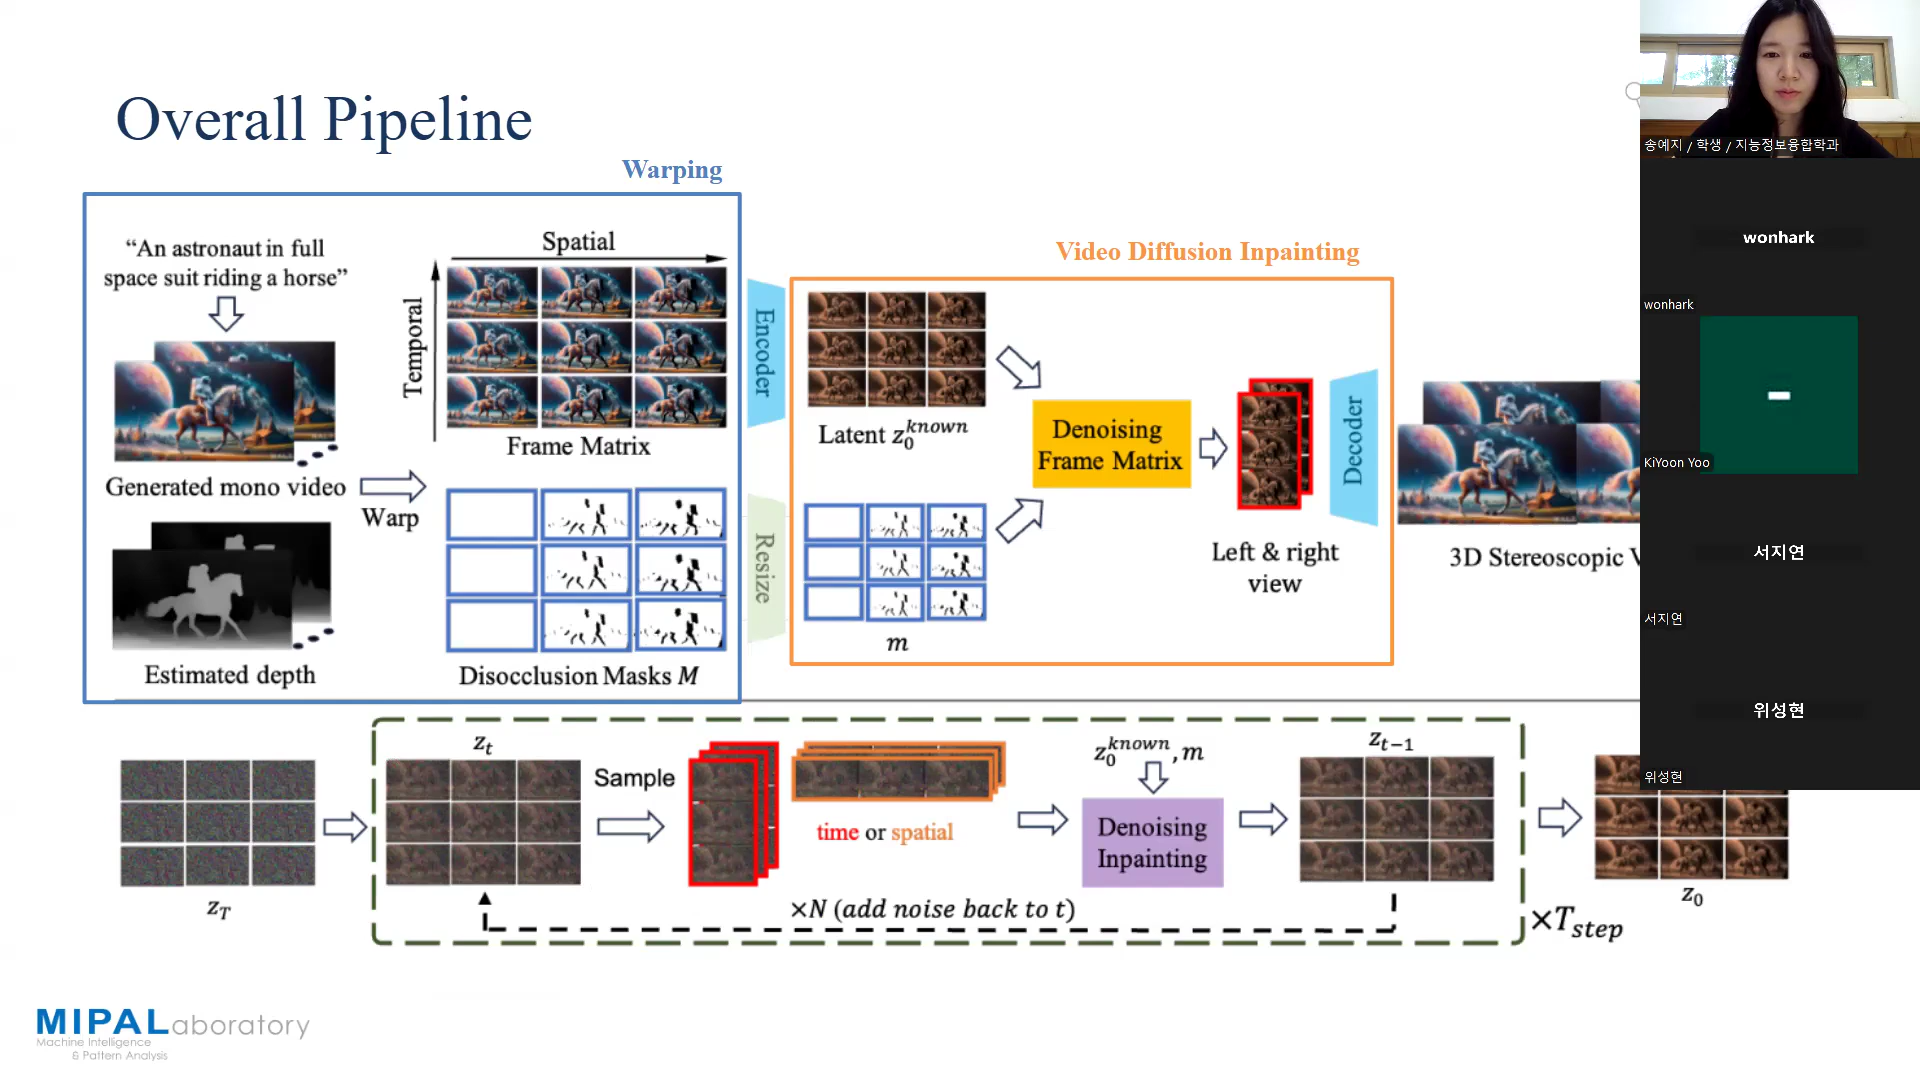 Overall Pipeline
Warping
“An astronaut in full
space suit riding a horse”
Generated mono video
Estimated depth
Warp
Spatial
Temporal
Frame Matrix
Disocclusion Masks M
Encoder
Resize
Video Diffusion Inpainting
Latent z₀ᵏⁿᵒʷⁿ
m
Denoising
Frame Matrix
Left & right
view
Decoder
3D Stereoscopic
z_T
z_t
Sample
time or spatial
z₀ᵏⁿᵒʷⁿ, m
Denoising
Inpainting
z_{t−1}
×N (add noise back to t)
×T_step
z₀
MIPALaboratory
Machine Intelligence
& Pattern Analysis
송예지 / 학생 / 지능정보융합학과
wonhark
wonhark
KiYoon Yoo
서지연
서지연
위성현
위성현